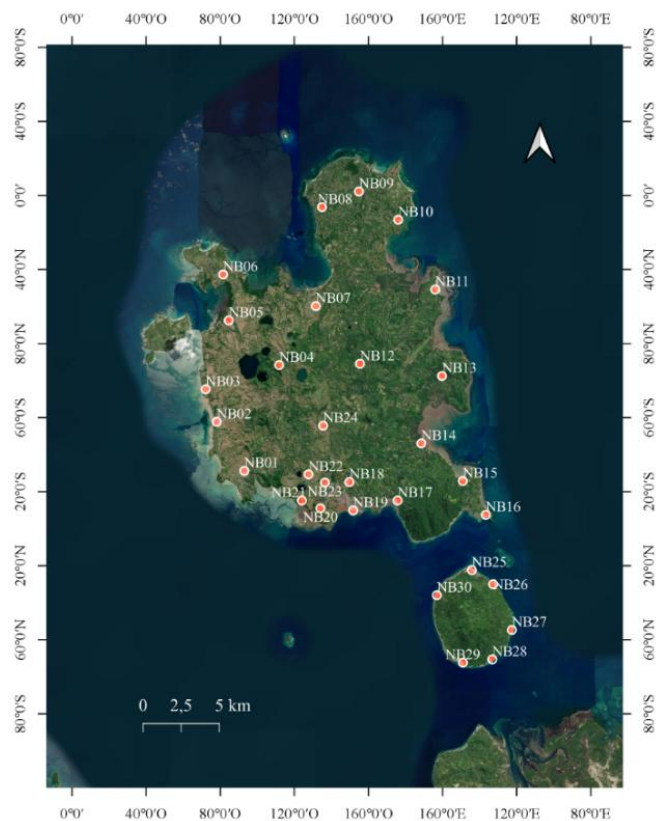 0°0' 40°0'E 80°0'E 120°0'E 160°0'E 160°0'E 120°0'E 80°0'E
80°0'S 80°0'S
40°0'S 40°0'S
0°0' 0°0'
40°0'S 40°0'S
80°0'S 80°0'S
60°0'S 60°0'S
20°0'S 20°0'S
20°0'S 20°0'S
60°0'S 60°0'S
80°0'S 80°0'S
NB09
NB08
NB10
NB06
NB11
NB07
NB05
NB04 NB12
NB13
NB03
NB02 NB24
NB14
NB01 NB22 NB18 NB15
NB21 NB23 NB17
NB20 NB19 NB16
NB25
NB30 NB26
NB27
NB29 NB28
0 2,5 5 km
0°0' 40°0'E 80°0'E 120°0'E 160°0'E 160°0'E 120°0'E 80°0'E